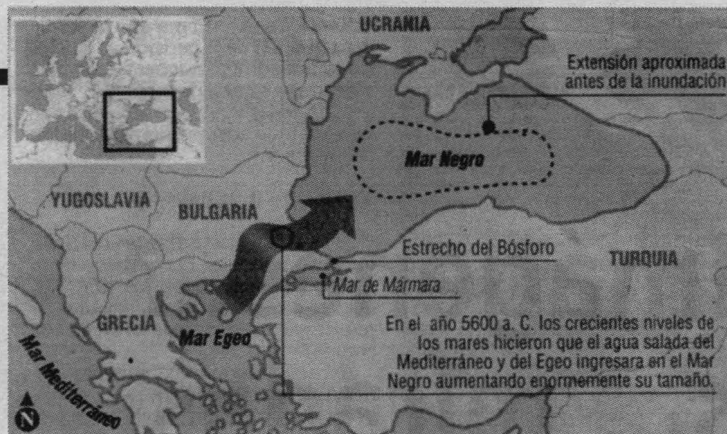 UCRANIA
Extensión aproximada
antes de la inundación
Mar Negro
YUGOSLAVIA
BULGARIA
Estrecho del Bósforo
TURQUIA
Mar de Mármara
GRECIA
Mar Egeo
En el año 5600 a. C. los crecientes niveles de
los mares hicieron que el agua salada del
Mediterráneo y del Egeo ingresara en el Mar
Negro aumentando enormemente su tamaño.
Mar Mediterráneo
N